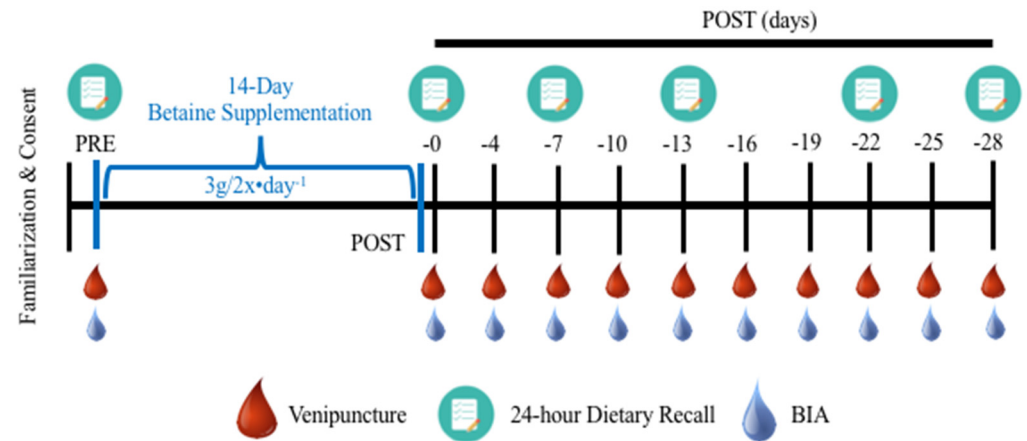 POST (days)
14-Day
Betaine Supplementation
Familiarization & Consent
PRE
-0 -4 -7 -10 -13 -16 -19 -22 -25 -28
3g/2x•day-1
POST
Venipuncture 24-hour Dietary Recall BIA